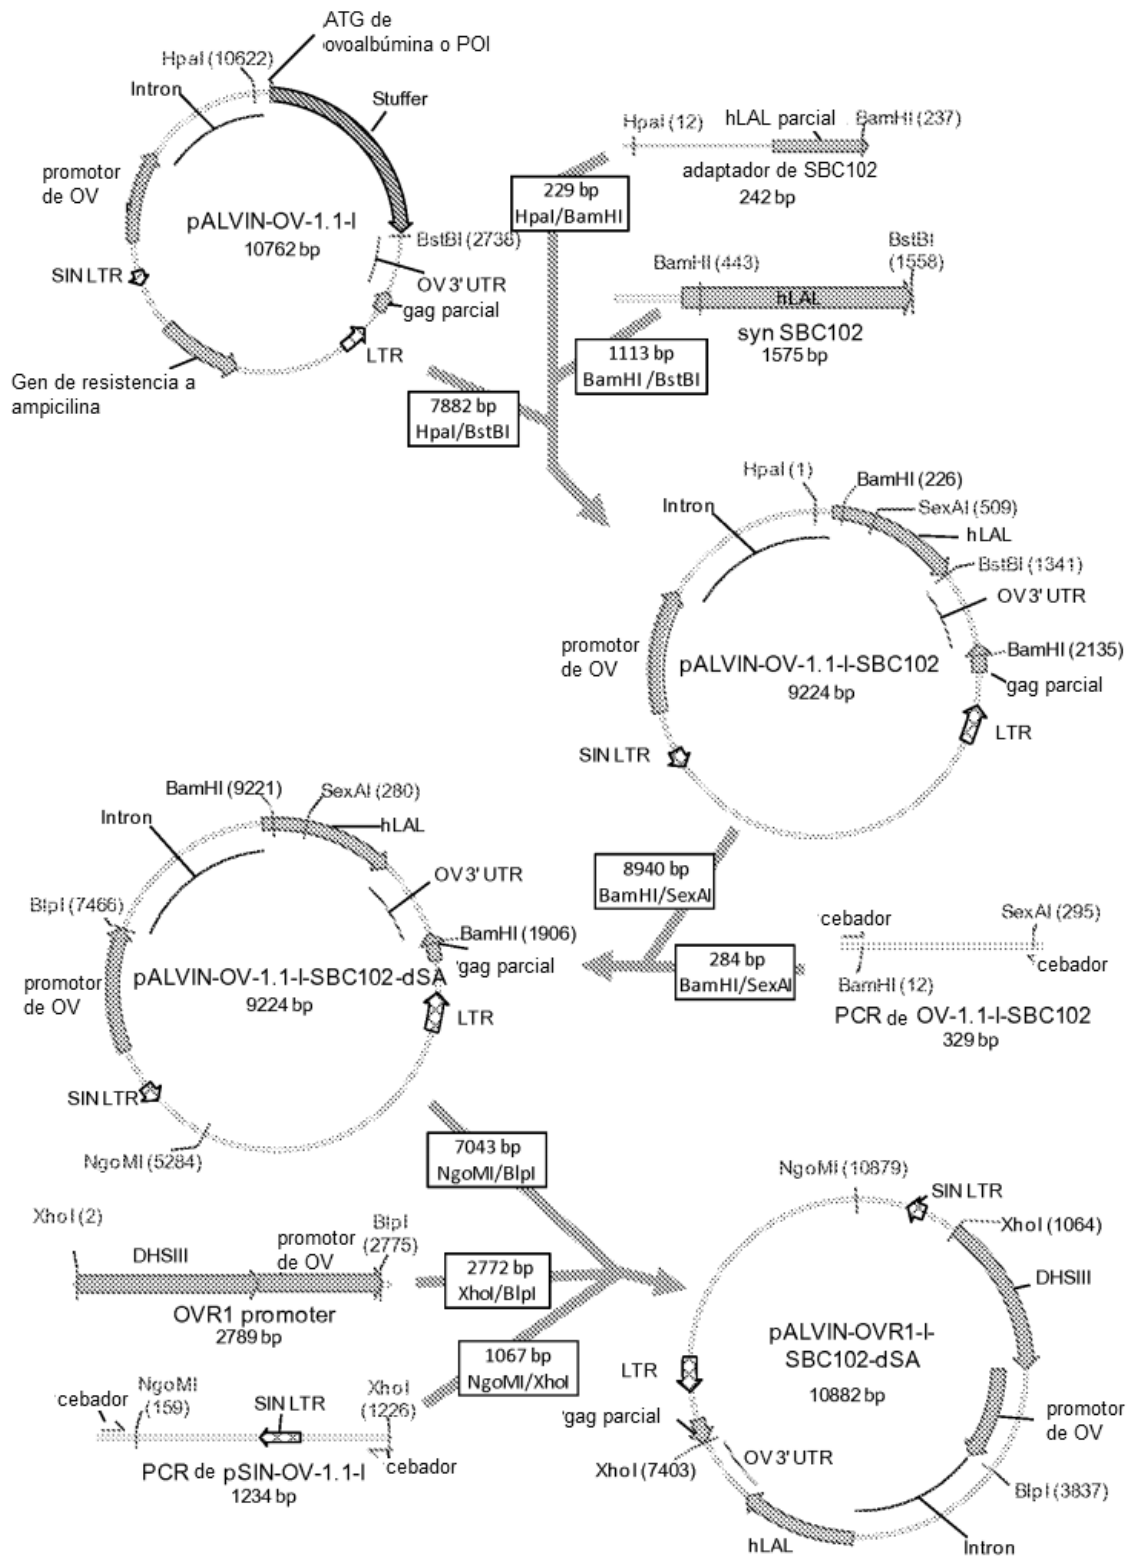 ATG de
ovoalbúmina o POI
HpaI (10622)
Intron
Stuffer
promotor
de OV
pALVIN-OV-1.1-I
10762 bp
BstBI (2738)
SIN LTR
OV 3' UTR
gag parcial
LTR
Gen de resistencia a
ampicilina
HpaI (12)
hLAL parcial
BamHI (237)
adaptador de SBC102
242 bp
229 bp
HpaI/BamHI
BstBI
(1558)
BamHI (443)
hLAL
syn SBC102
1575 bp
1113 bp
BamHI /BstBI
7882 bp
HpaI/BstBI
HpaI (1)
BamHI (226)
Intron
SexAI (509)
hLAL
BstBI (1341)
OV 3' UTR
promotor
de OV
pALVIN-OV-1.1-I-SBC102
9224 bp
BamHI (2135)
gag parcial
SIN LTR
LTR
BamHI (9221)
SexAI (280)
Intron
hLAL
OV 3' UTR
BlpI (7466)
BamHI (1906)
gag parcial
promotor
de OV
pALVIN-OV-1.1-I-SBC102-dSA
9224 bp
LTR
SIN LTR
NgoMI (5284)
8940 bp
BamHI/SexAI
284 bp
BamHI/SexAI
cebador
SexAI (295)
cebador
BamHI (12)
PCR de OV-1.1-I-SBC102
329 bp
7043 bp
NgoMI/BlpI
XhoI (2)
DHSIII
promotor
de OV
BlpI
(2775)
OVR1 promoter
2789 bp
2772 bp
XhoI/BlpI
1067 bp
NgoMI/XhoI
cebador
NgoMI
(159)
SIN LTR
XhoI
(1226)
cebador
PCR de pSIN-OV-1.1-I
1234 bp
NgoMI (10879)
SIN LTR
XhoI (1064)
DHSIII
pALVIN-OVR1-I-
SBC102-dSA
10882 bp
LTR
gag parcial
promotor
de OV
XhoI (7403)
OV 3' UTR
BlpI (3837)
hLAL
Intron